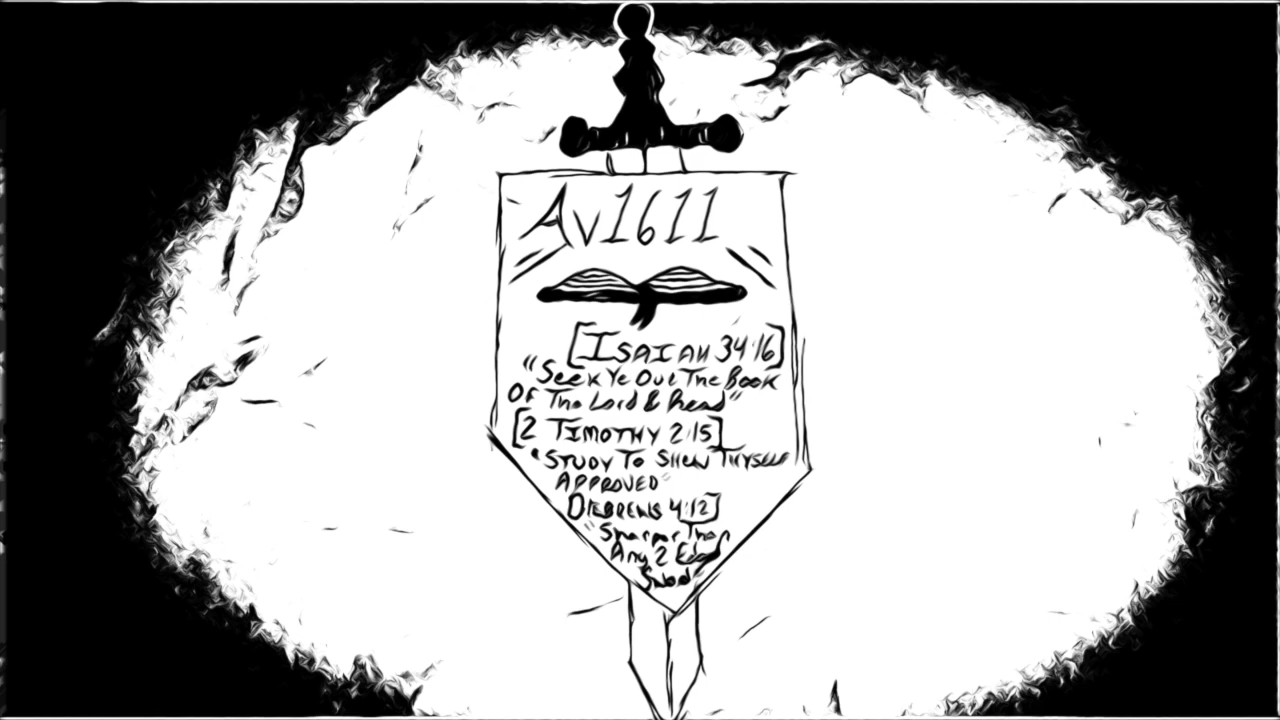 Av1611
[ISAIAH 34:16]
"Seek Ye Out The Book
Of The Lord & Read"
[2 TIMOTHY 2:15]
"STUDY TO SHEW THYSELF
APPROVED"
HEBREWS 4:12]
"Sharper Than
Any 2 Edged
Sword"